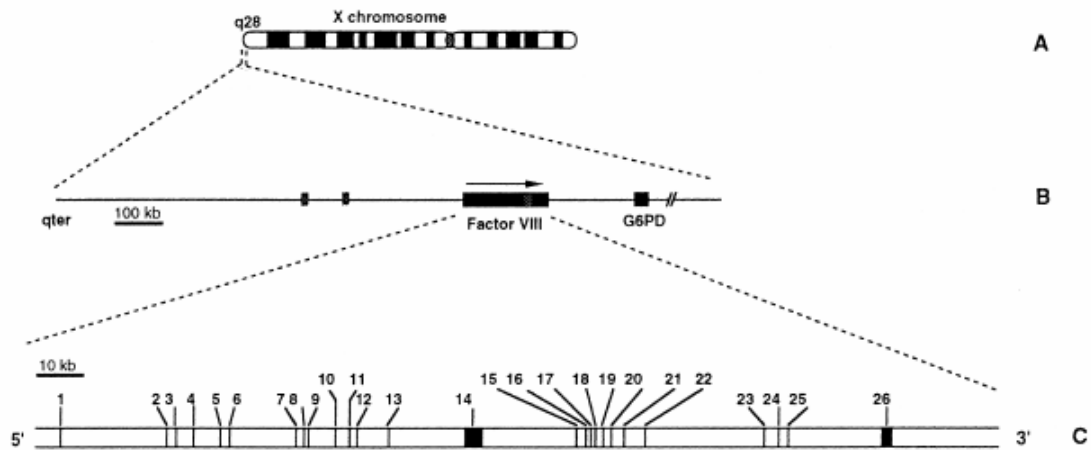 X chromosome
q28
A
B
qter
100 kb
Factor VIII
G6PD
10 kb
1 2 3 4 5 6 7 8 9 10 11 12 13 14 15 16 17 18 19 20 21 22 23 24 25 26
5' 3' C